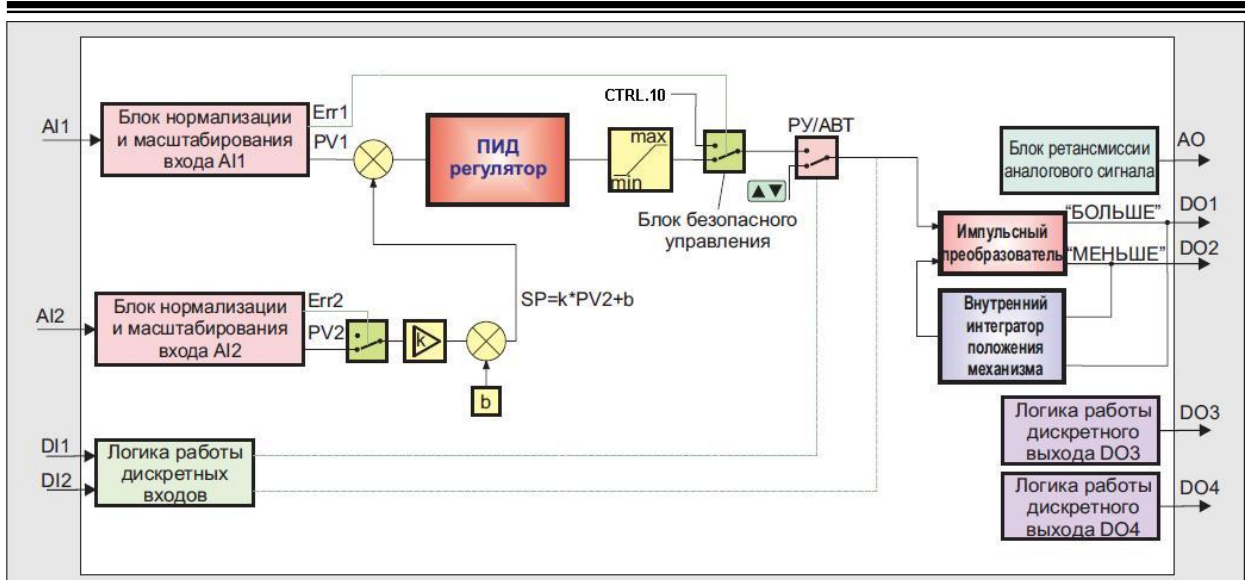 CTRL.10
AI1
Блок нормализации
и масштабирования
входа AI1
Err1
PV1
ПИД
регулятор
max
min
РУ/АВТ
Блок безопасного
управления
Блок ретансмиссии
аналогового сигнала
AO
Импульсный
преобразователь
“БОЛЬШЕ”
DO1
“МЕНЬШЕ”
DO2
AI2
Блок нормализации
и масштабирования
входа AI2
Err2
PV2
k
SP=k*PV2+b
b
Внутренний
интегратор
положения
механизма
DI1
DI2
Логика работы
дискретных
входов
Логика работы
дискретного
выхода DO3
DO3
Логика работы
дискретного
выхода DO4
DO4